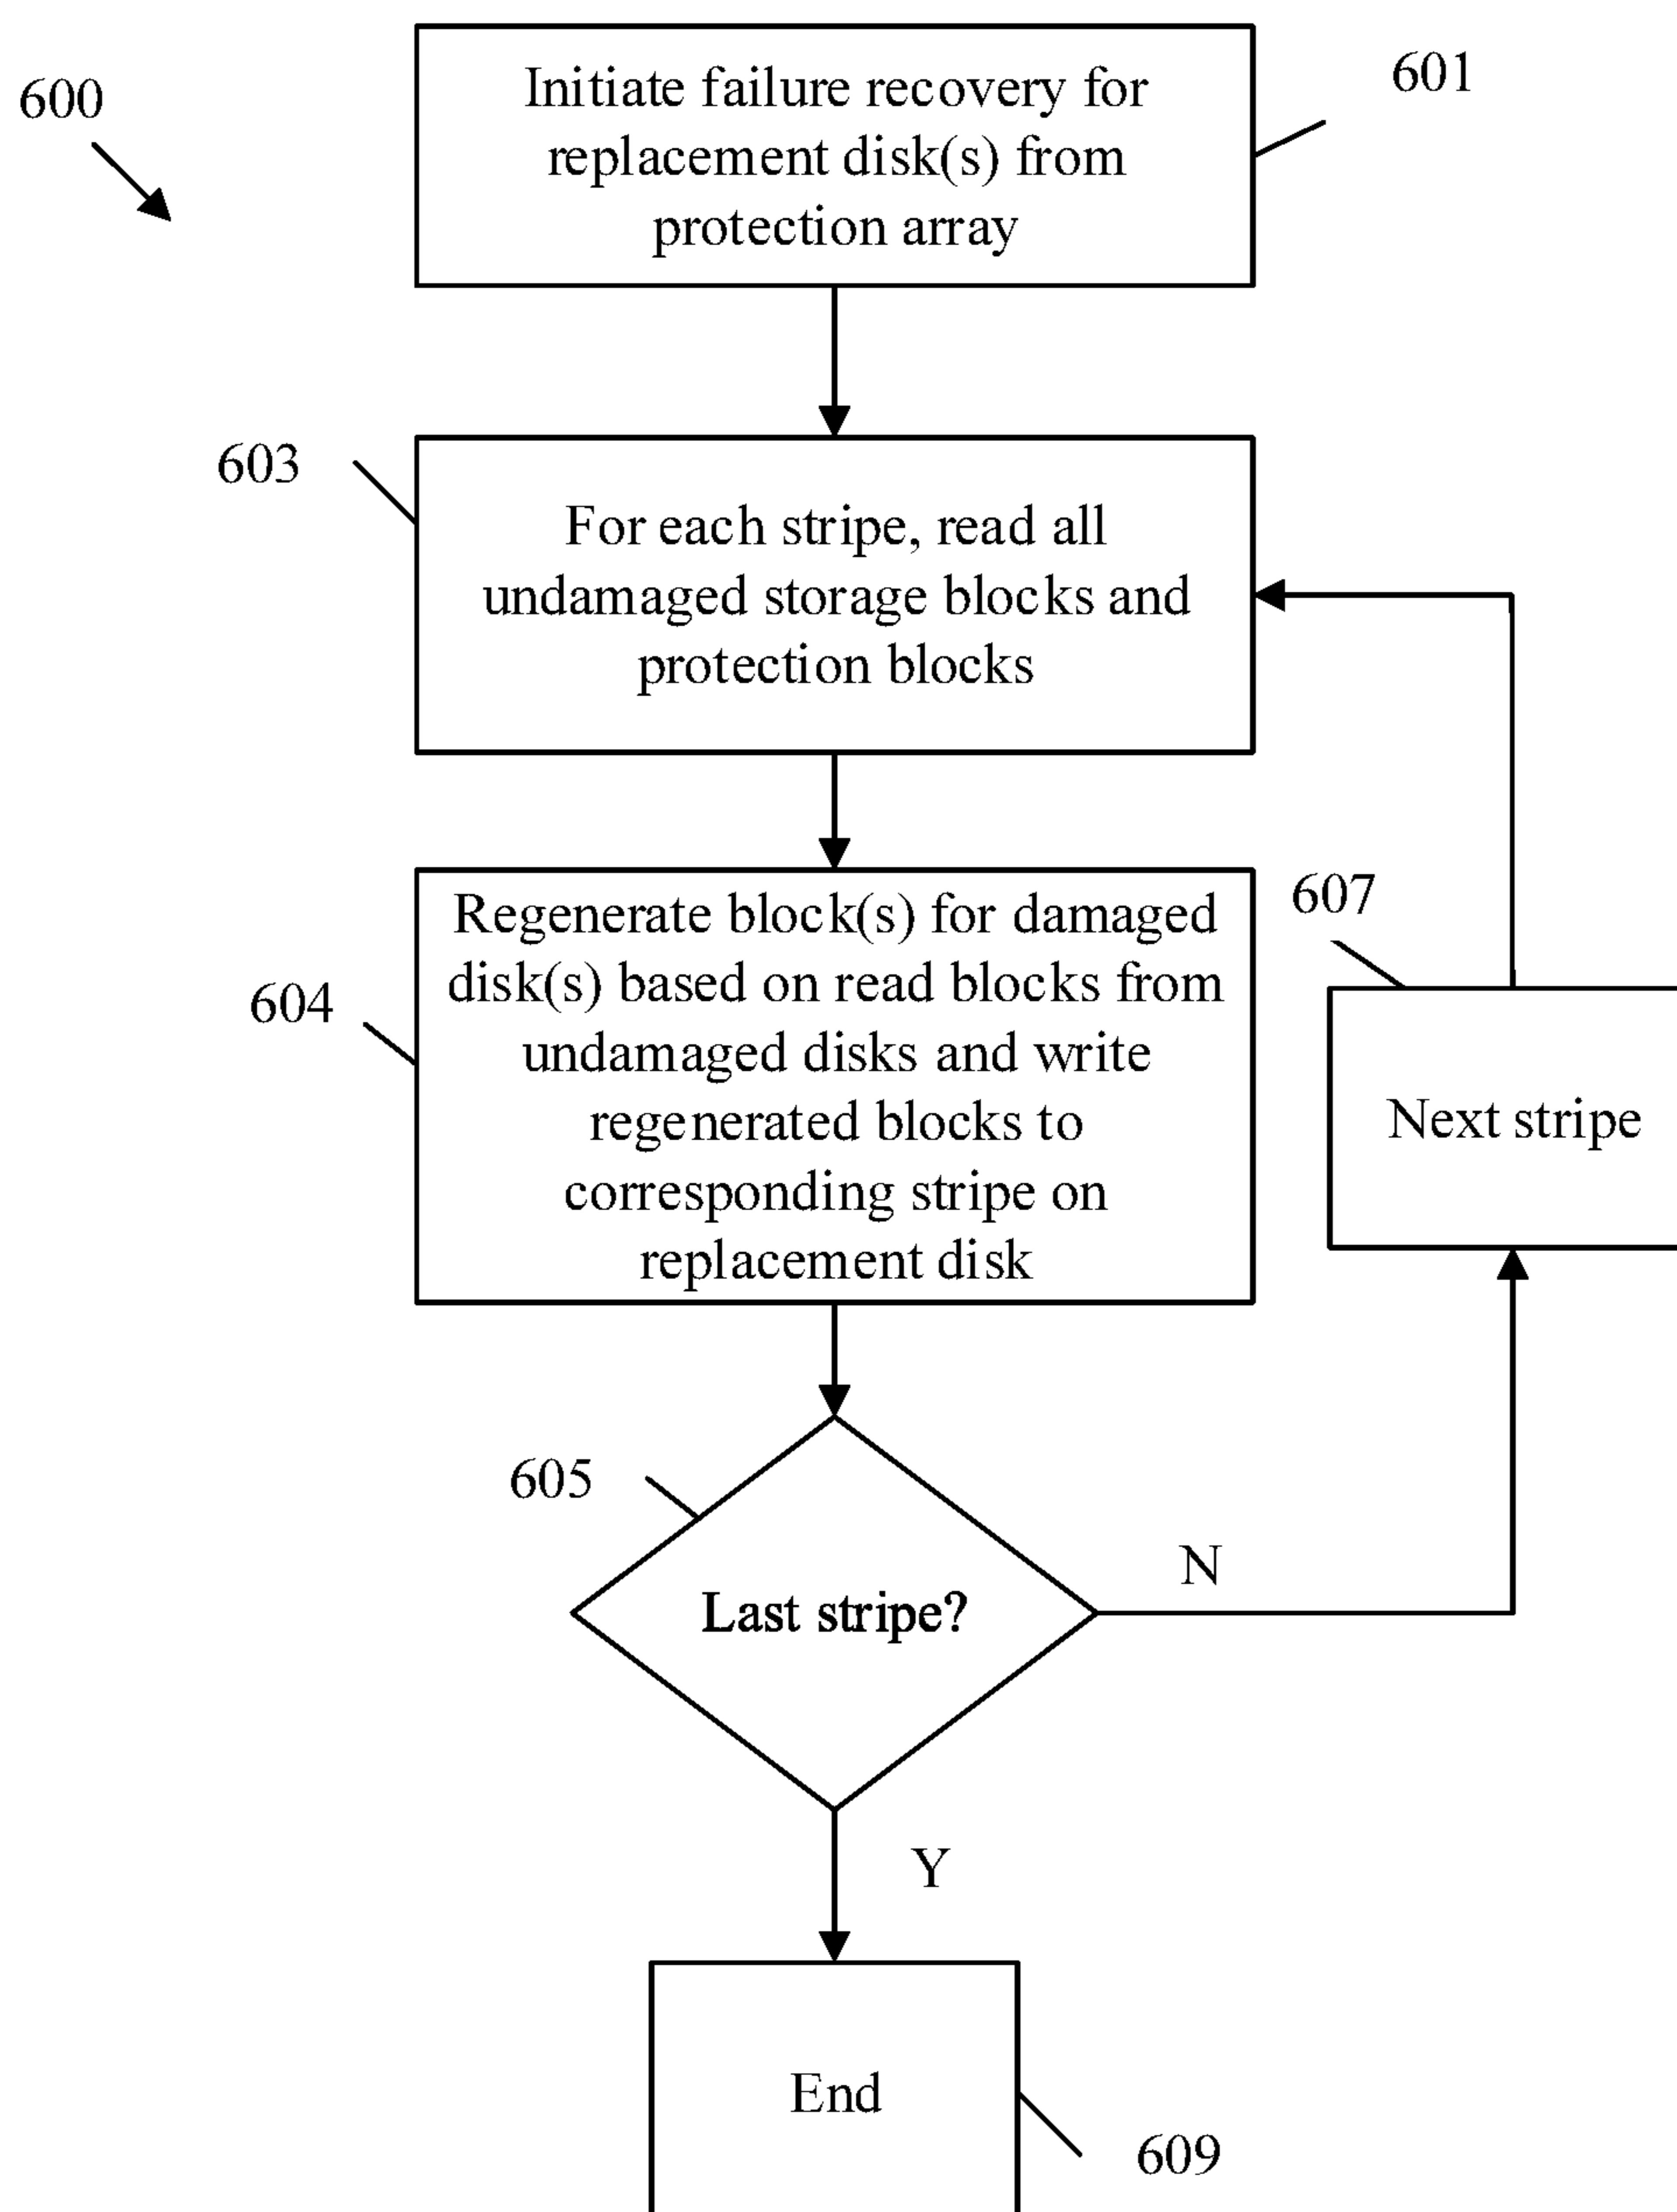 600
601
Initiate failure recovery for
replacement disk(s) from
protection array
603
For each stripe, read all
undamaged storage blocks and
protection blocks
604
Regenerate block(s) for damaged
disk(s) based on read blocks from
undamaged disks and write
regenerated blocks to
corresponding stripe on
replacement disk
607
Next stripe
605
Last stripe?
N
Y
End
609